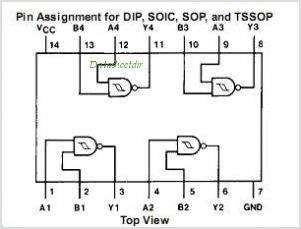 Pin Assignment for DIP, SOIC, SOP, and TSSOP
VCC B4 A4 Y4 B3 A3 Y3
14 13 12 11 10 9 8
Datasheetdir
1 2 3 4 5 6 7
A1 B1 Y1 A2 B2 Y2 GND
Top View